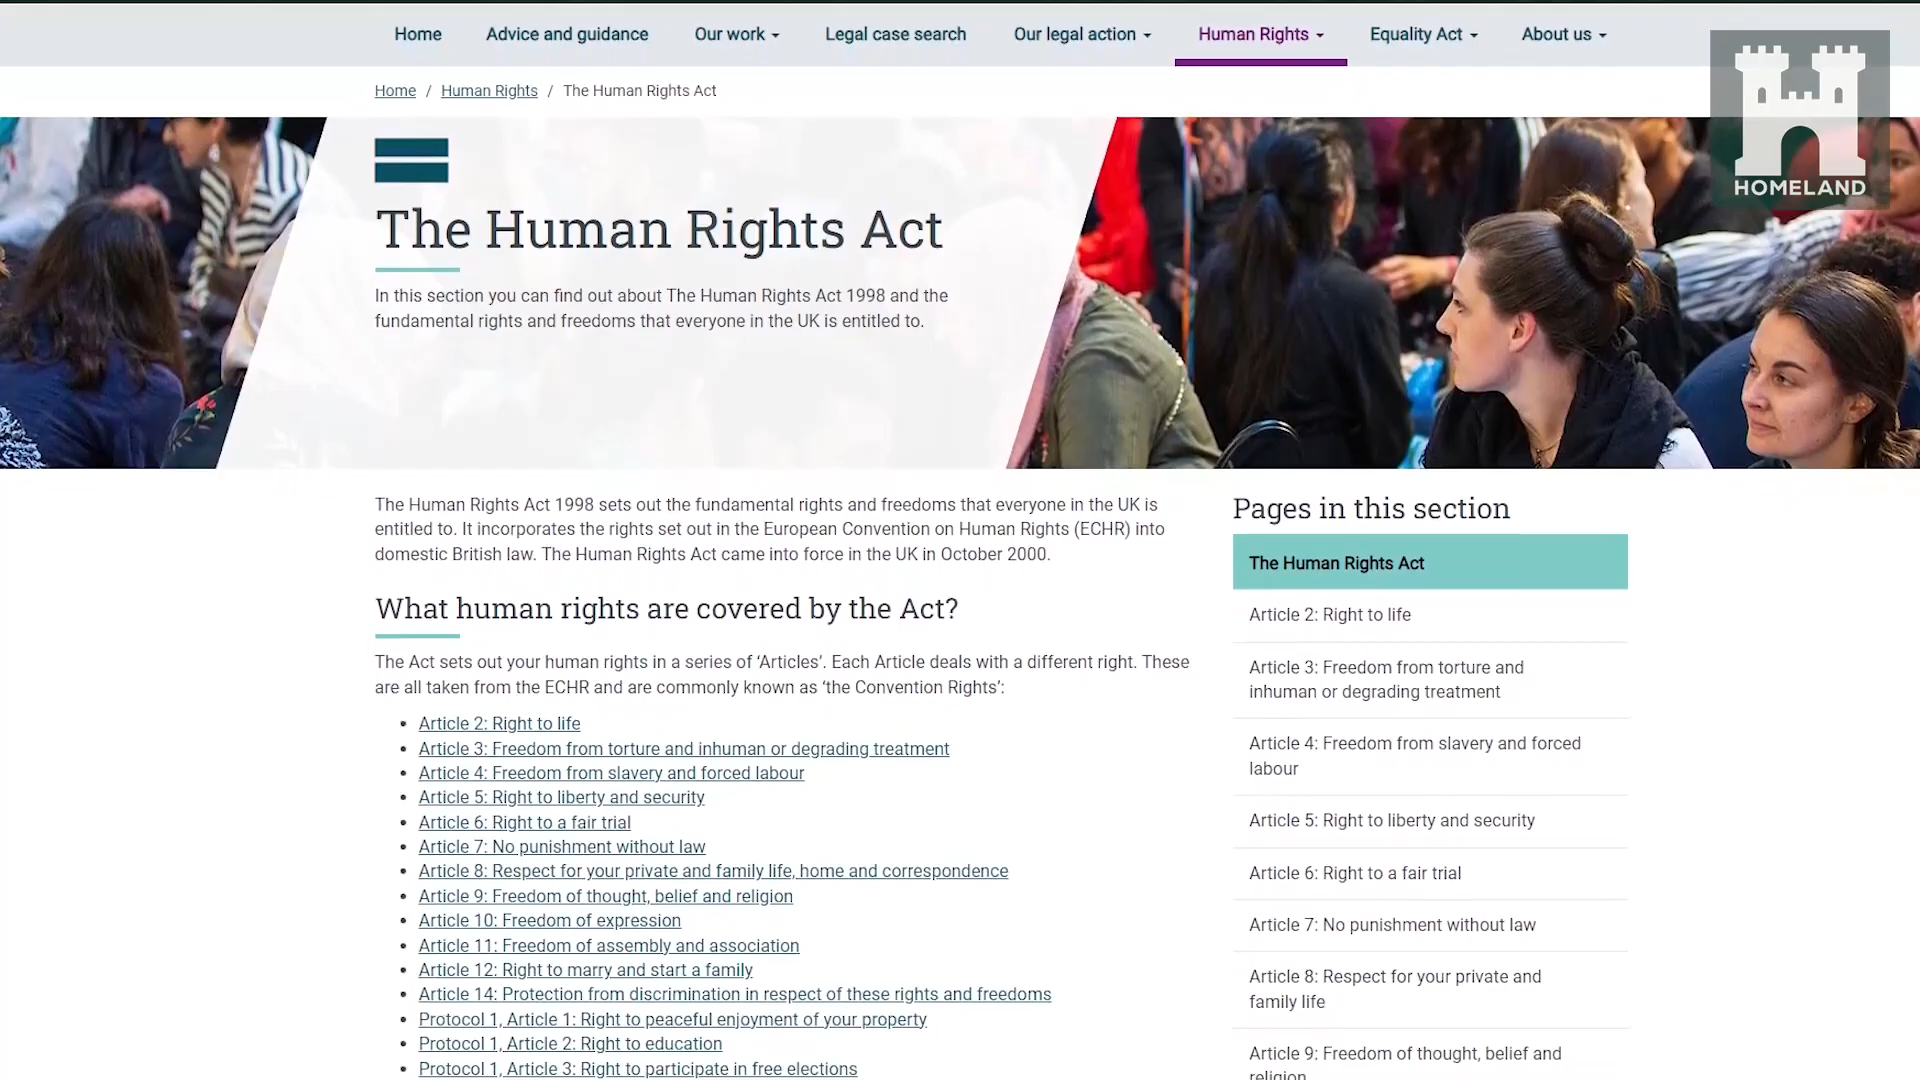 Home Advice and guidance Our work Legal case search Our legal action Human Rights Equality Act About us
HOMELAND
Home / Human Rights / The Human Rights Act
The Human Rights Act
In this section you can find out about The Human Rights Act 1998 and the
fundamental rights and freedoms that everyone in the UK is entitled to.
The Human Rights Act 1998 sets out the fundamental rights and freedoms that everyone in the UK is
entitled to. It incorporates the rights set out in the European Convention on Human Rights (ECHR) into
domestic British law. The Human Rights Act came into force in the UK in October 2000.
What human rights are covered by the Act?
The Act sets out your human rights in a series of ‘Articles’. Each Article deals with a different right. These
are all taken from the ECHR and are commonly known as ‘the Convention Rights’:
• Article 2: Right to life
• Article 3: Freedom from torture and inhuman or degrading treatment
• Article 4: Freedom from slavery and forced labour
• Article 5: Right to liberty and security
• Article 6: Right to a fair trial
• Article 7: No punishment without law
• Article 8: Respect for your private and family life, home and correspondence
• Article 9: Freedom of thought, belief and religion
• Article 10: Freedom of expression
• Article 11: Freedom of assembly and association
• Article 12: Right to marry and start a family
• Article 14: Protection from discrimination in respect of these rights and freedoms
• Protocol 1, Article 1: Right to peaceful enjoyment of your property
• Protocol 1, Article 2: Right to education
• Protocol 1, Article 3: Right to participate in free elections
Pages in this section
The Human Rights Act
Article 2: Right to life
Article 3: Freedom from torture and
inhuman or degrading treatment
Article 4: Freedom from slavery and forced
labour
Article 5: Right to liberty and security
Article 6: Right to a fair trial
Article 7: No punishment without law
Article 8: Respect for your private and
family life
Article 9: Freedom of thought, belief and
religion